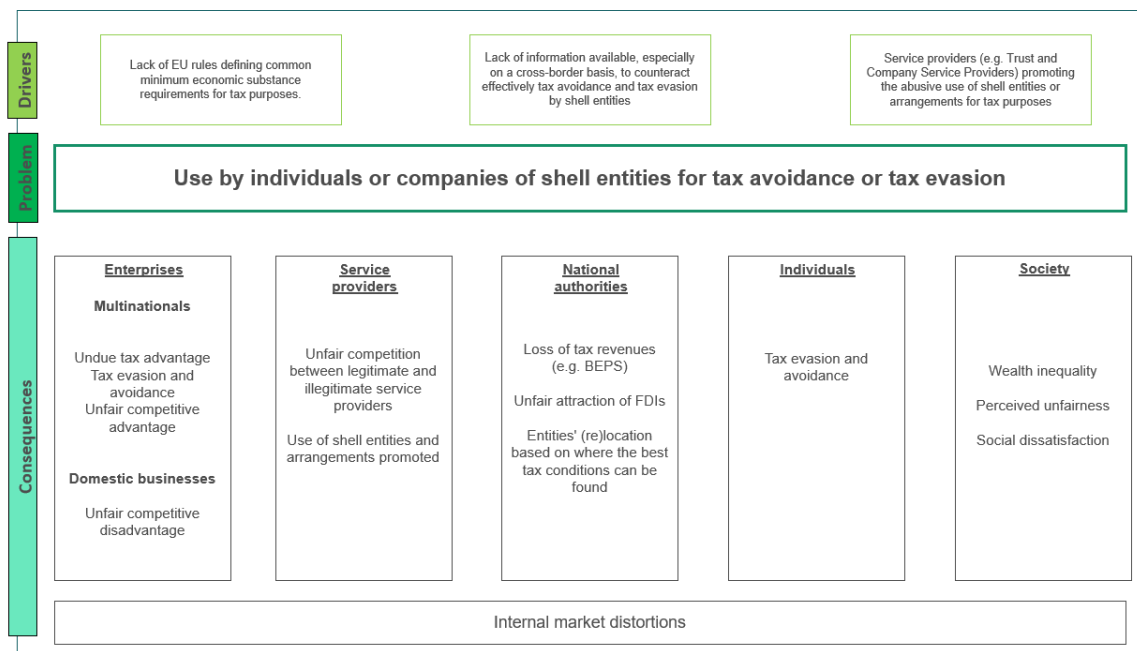 Drivers
Lack of EU rules defining common
minimum economic substance
requirements for tax purposes.
Lack of information available, especially
on a cross-border basis, to counteract
effectively tax avoidance and tax evasion
by shell entities
Service providers (e.g. Trust and
Company Service Providers) promoting
the abusive use of shell entities or
arrangements for tax purposes
Problem
Use by individuals or companies of shell entities for tax avoidance or tax evasion
Consequences
Enterprises
Multinationals
Undue tax advantage
Tax evasion and
avoidance
Unfair competitive
advantage
Domestic businesses
Unfair competitive
disadvantage
Service
providers
Unfair competition
between legitimate and
illegitimate service
providers
Use of shell entities and
arrangements promoted
National
authorities
Loss of tax revenues
(e.g. BEPS)
Unfair attraction of FDIs
Entities' (re)location
based on where the best
tax conditions can be
found
Individuals
Tax evasion and
avoidance
Society
Wealth inequality
Perceived unfairness
Social dissatisfaction
Internal market distortions